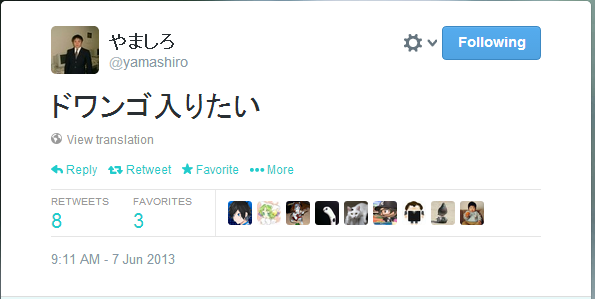 やましろ
@yamashiro
Following
ドワンゴ入りたい
View translation
Reply Retweet Favorite More
RETWEETS FAVORITES
8 3
9:11 AM - 7 Jun 2013